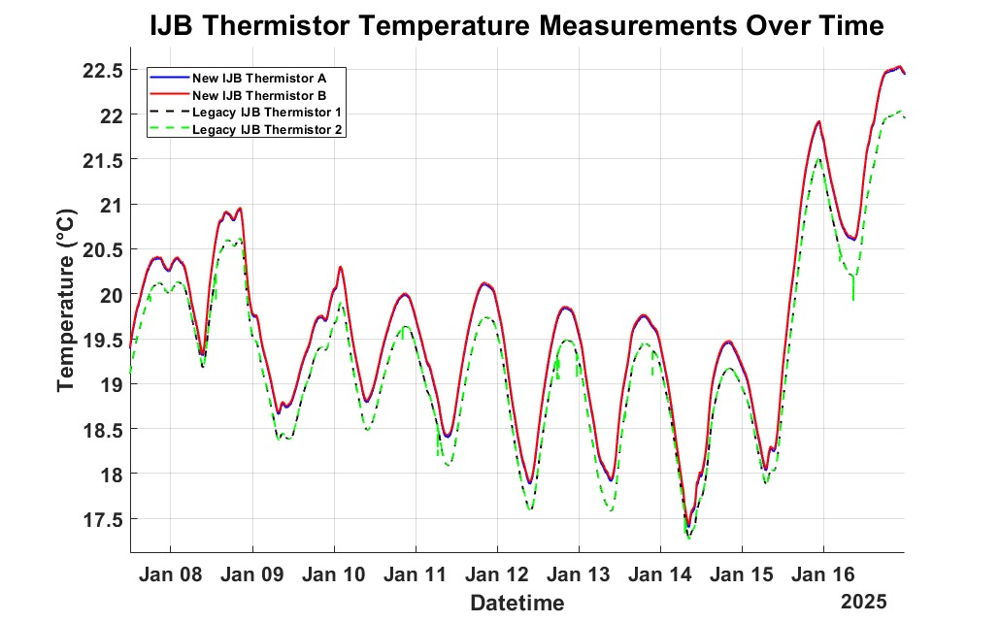 IJB Thermistor Temperature Measurements Over Time
New IJB Thermistor A
New IJB Thermistor B
Legacy IJB Thermistor 1
Legacy IJB Thermistor 2
Temperature (°C)
22.5
22
21.5
21
20.5
20
19.5
19
18.5
18
17.5
Jan 08 Jan 09 Jan 10 Jan 11 Jan 12 Jan 13 Jan 14 Jan 15 Jan 16
2025
Datetime